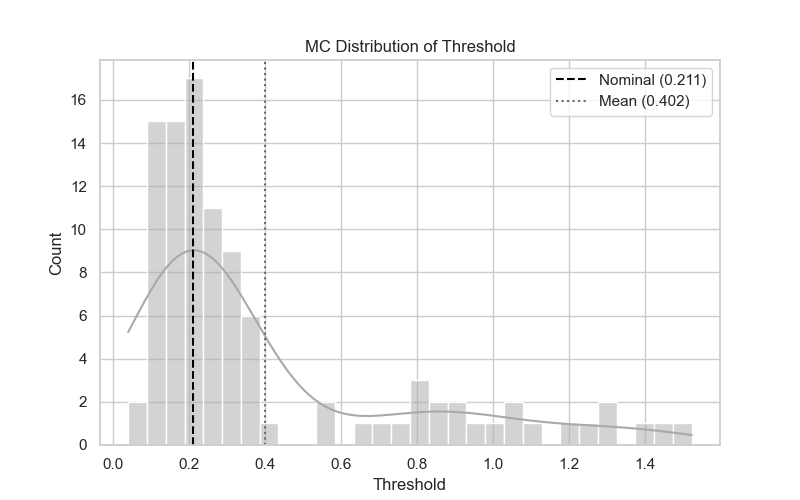 MC Distribution of Threshold
Nominal (0.211)
Mean (0.402)
16
14
12
10
8
6
4
2
0
Count
0.0 0.2 0.4 0.6 0.8 1.0 1.2 1.4
Threshold